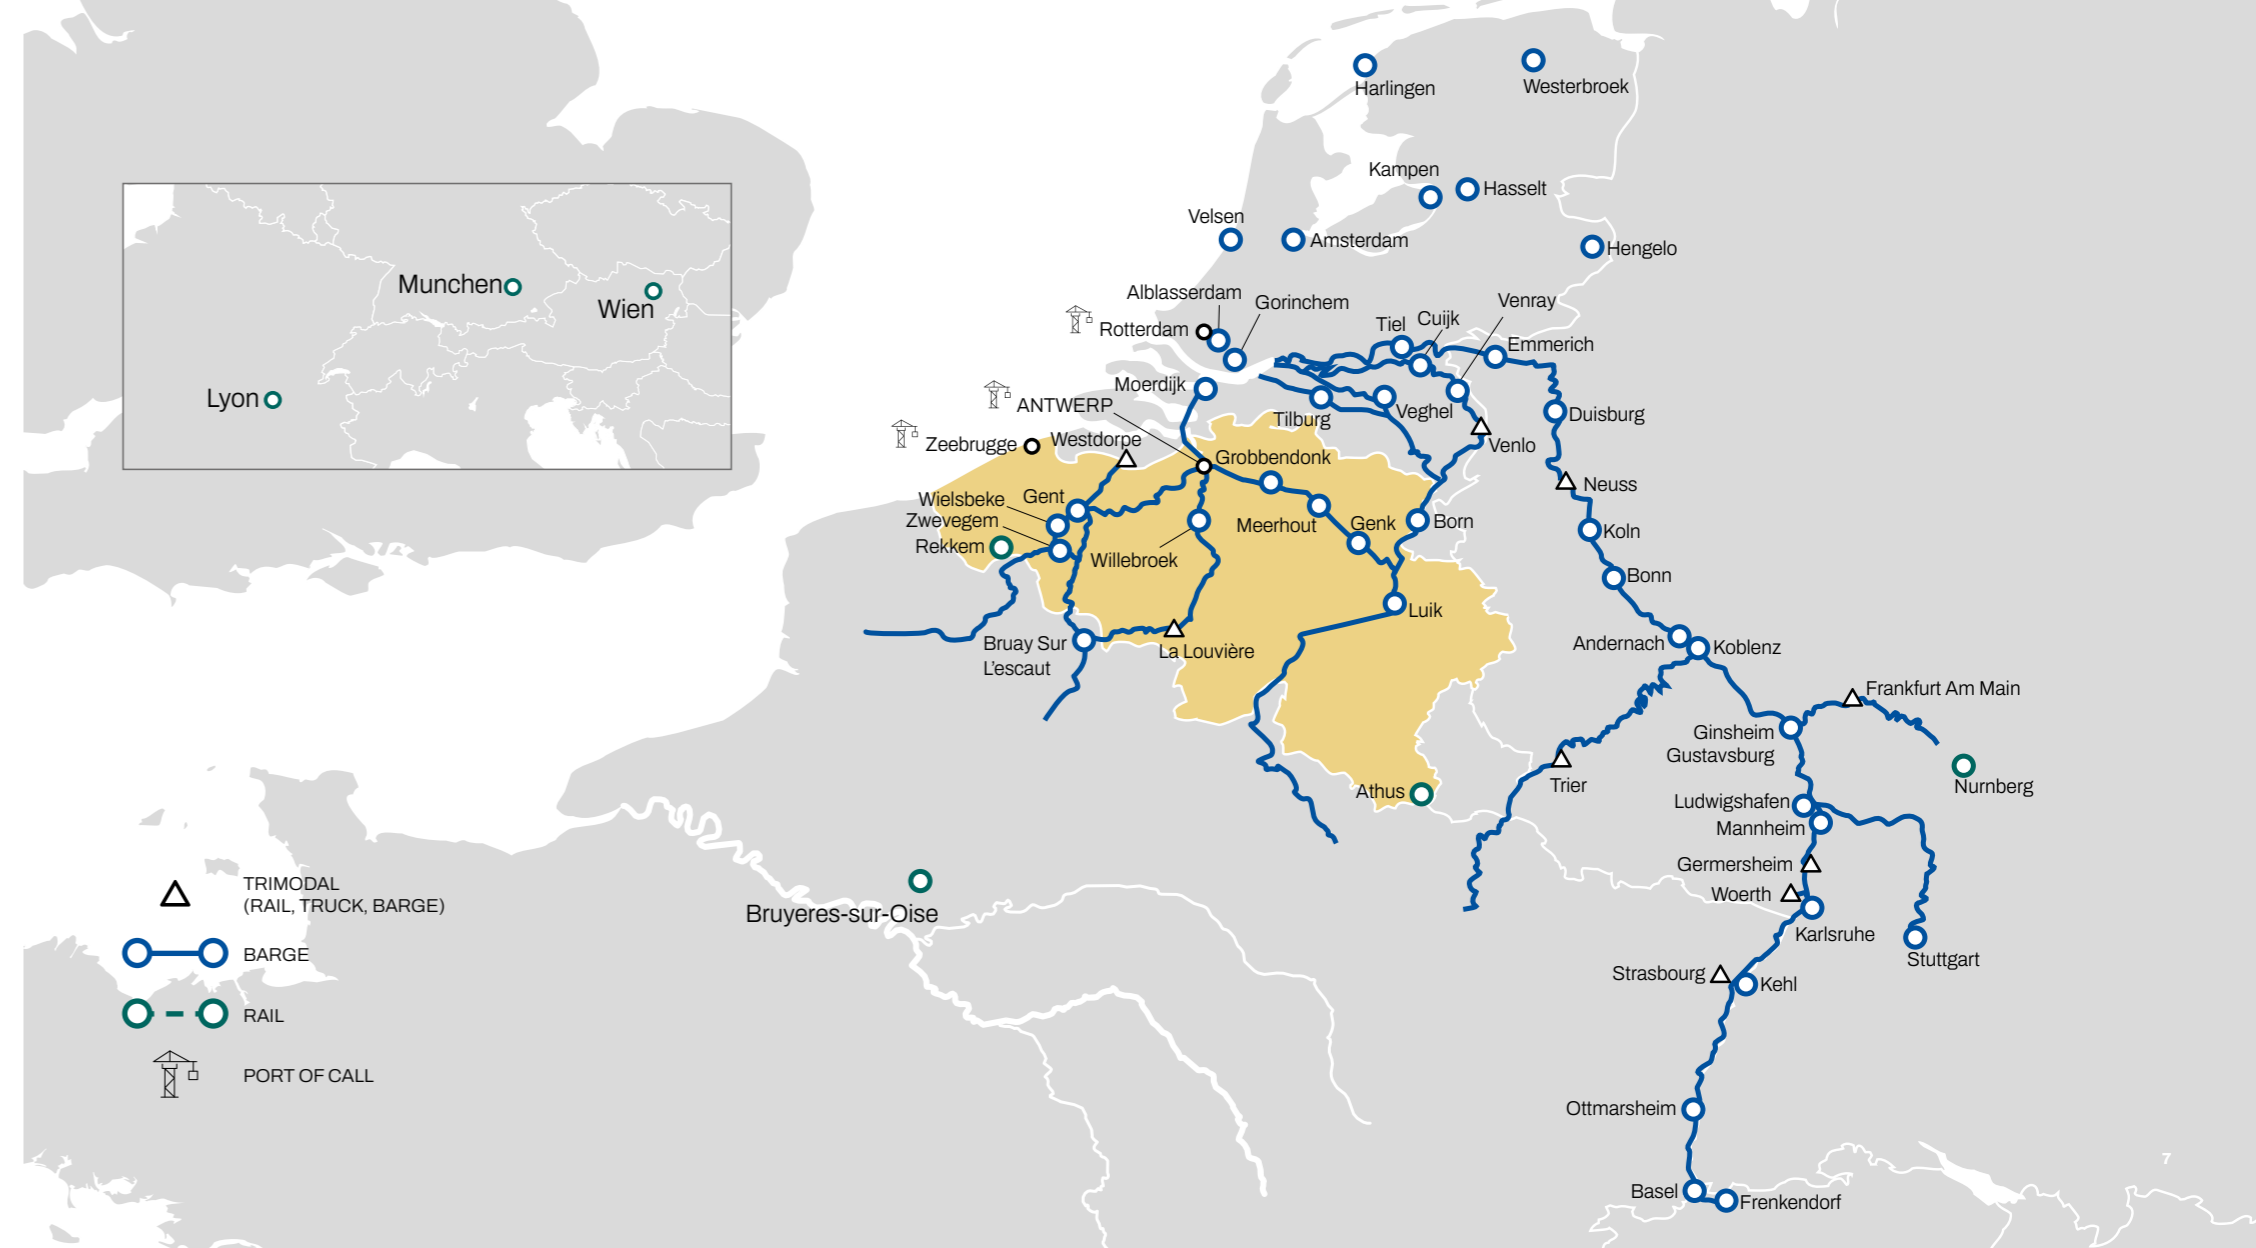 Harlingen
Westerbroek
Kampen
Hasselt
Velsen
Amsterdam
Hengelo
Munchen
Wien
Lyon
Alblasserdam
Gorinchem
Venray
Rotterdam
Tiel
Cuijk
Emmerich
Moerdijk
ANTWERP
Tilburg
Veghel
Duisburg
Zeebrugge
Westdorpe
Venlo
Grobbendonk
Neuss
Wielsbeke
Gent
Zwevegem
Meerhout
Genk
Born
Koln
Rekkem
Willebroek
Bonn
Luik
Bruay Sur
L'escaut
La Louvière
Andernach
Koblenz
Frankfurt Am Main
Ginsheim
Gustavsburg
Trier
Athus
Nurnberg
Ludwigshafen
Mannheim
Germersheim
Woerth
Karlsruhe
Stuttgart
Bruyeres-sur-Oise
Strasbourg
Kehl
TRIMODAL
(RAIL, TRUCK, BARGE)
BARGE
RAIL
PORT OF CALL
Ottmarsheim
Basel
Frenkendorf
7